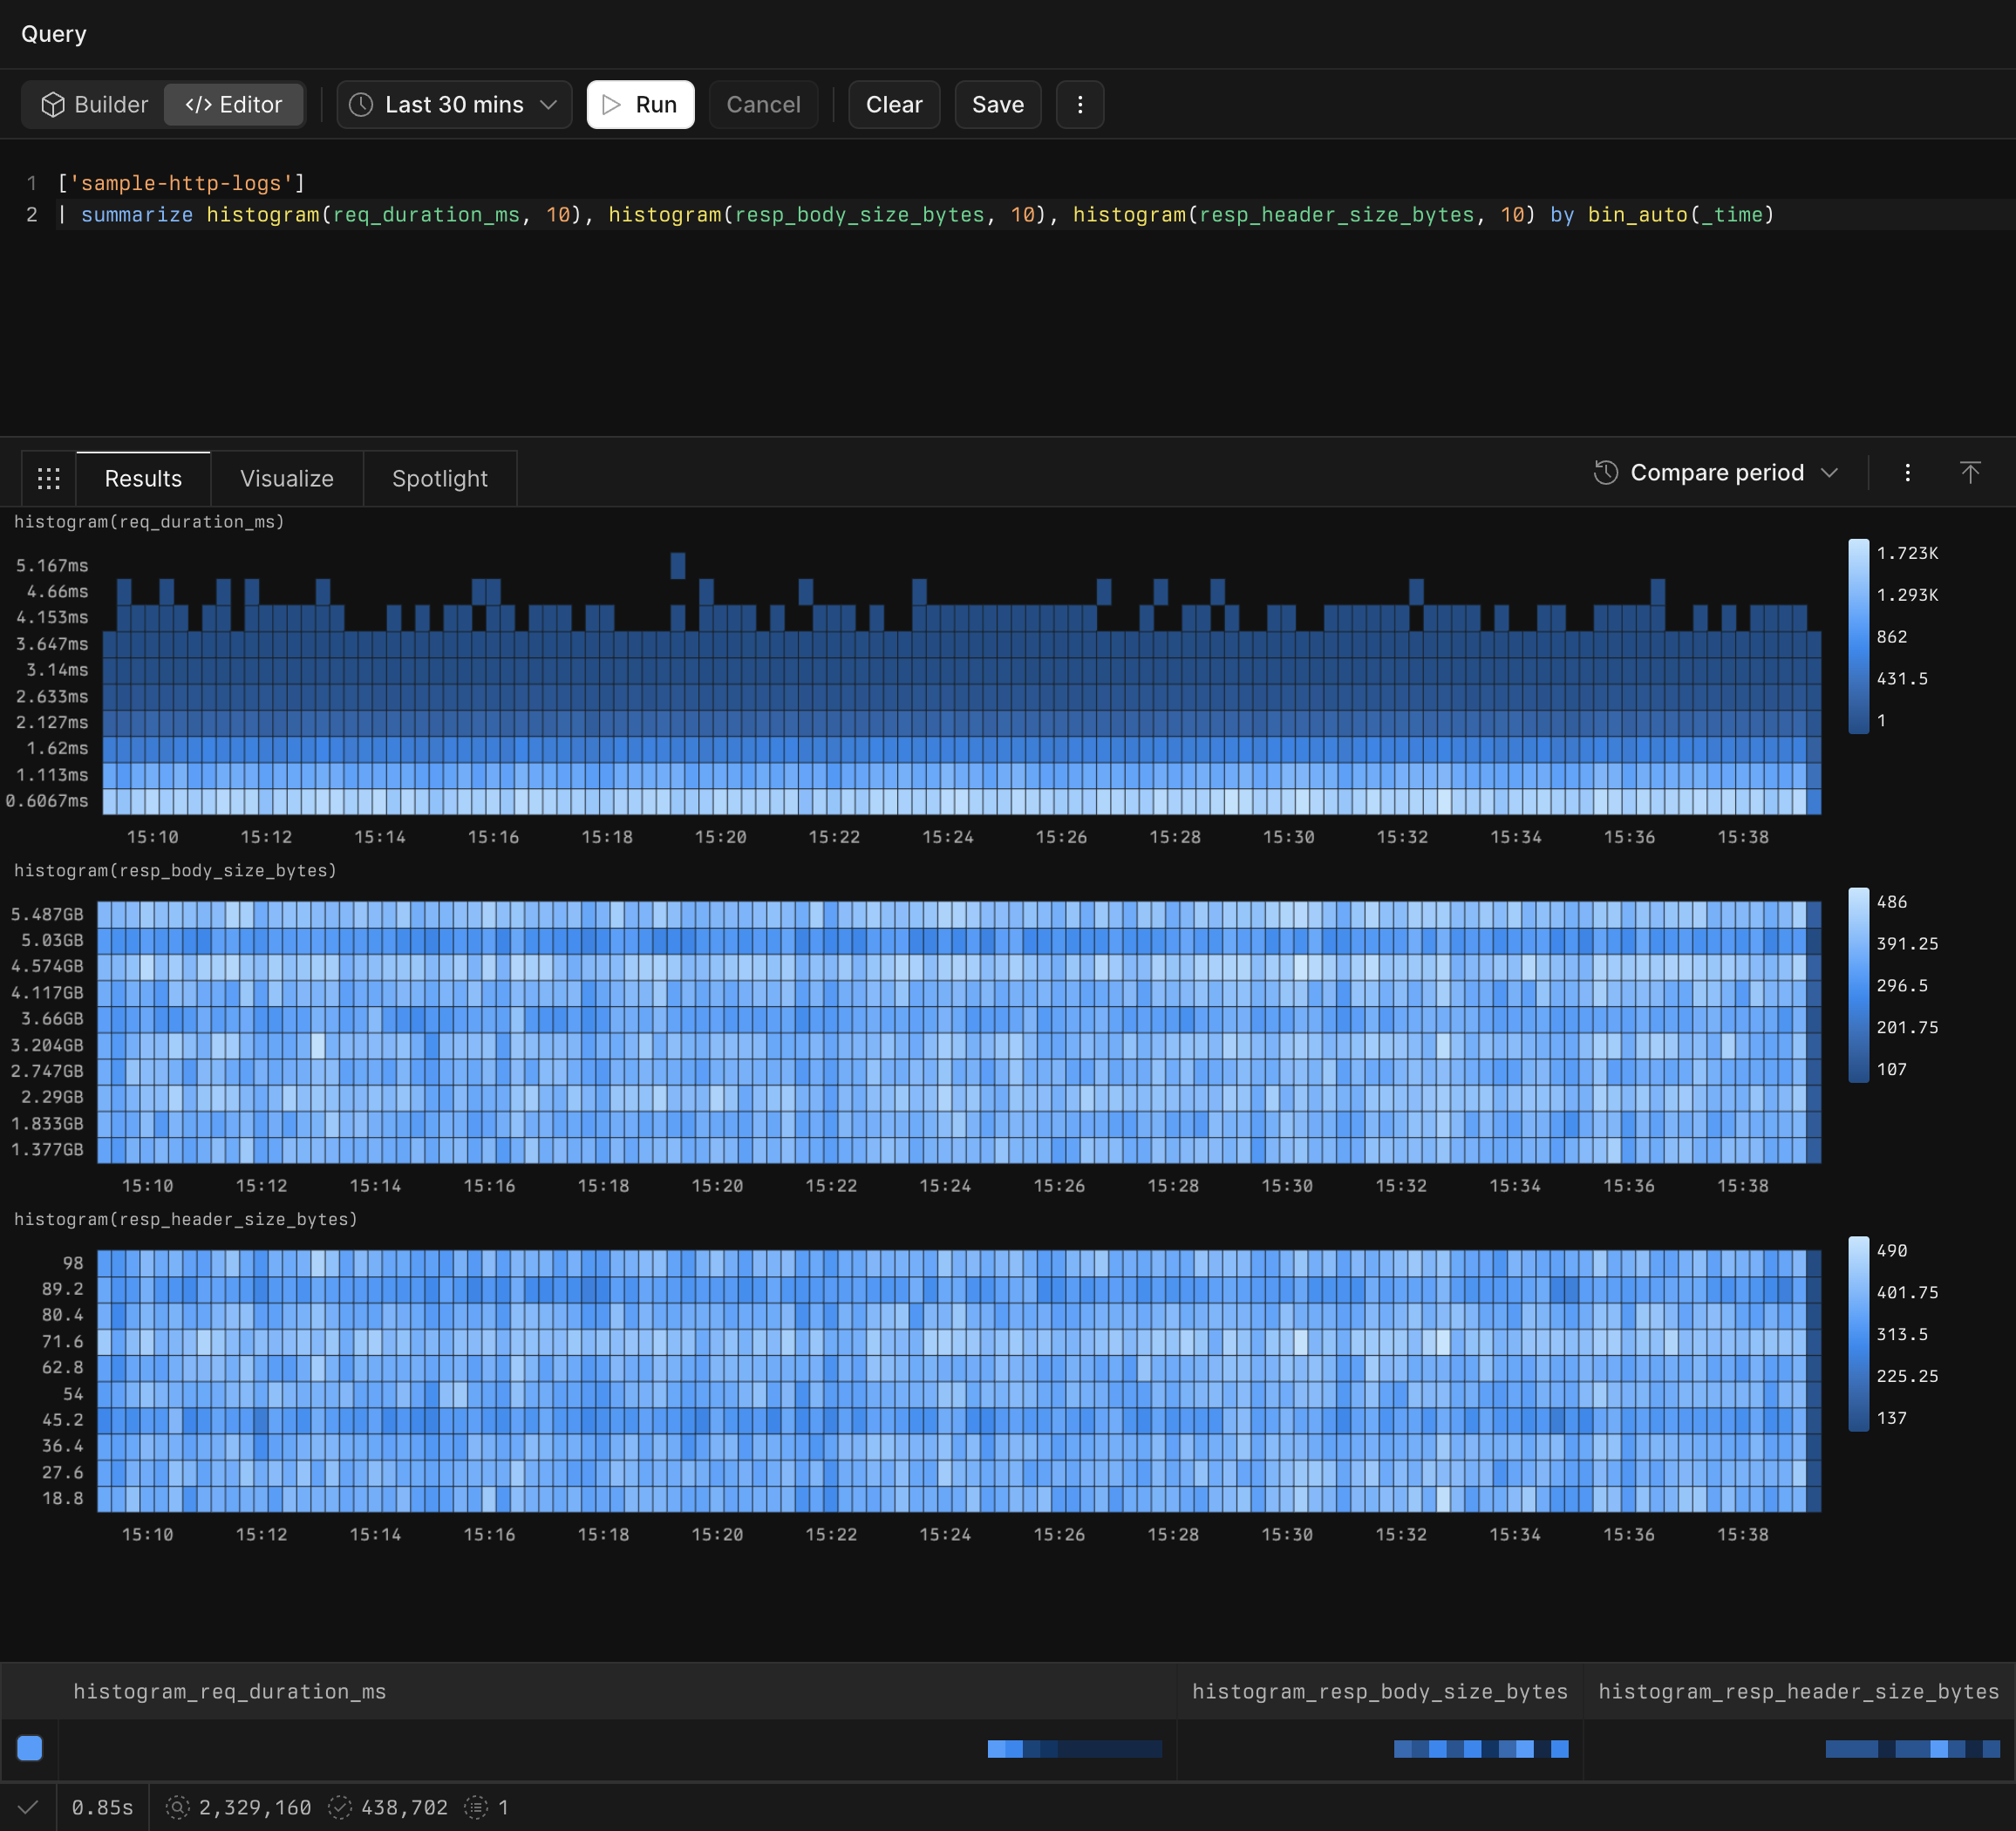 Query
Builder </> Editor Last 30 mins Run Cancel Clear Save
1 ['sample-http-logs']
2 | summarize histogram(req_duration_ms, 10), histogram(resp_body_size_bytes, 10), histogram(resp_header_size_bytes, 10) by bin_auto(_time)
Results Visualize Spotlight Compare period
histogram(req_duration_ms)
5.167ms
4.66ms
4.153ms
3.647ms
3.14ms
2.633ms
2.127ms
1.62ms
1.113ms
0.6067ms
15:10 15:12 15:14 15:16 15:18 15:20 15:22 15:24 15:26 15:28 15:30 15:32 15:34 15:36 15:38
1.723K
1.293K
862
431.5
1
histogram(resp_body_size_bytes)
5.487GB
5.03GB
4.574GB
4.117GB
3.66GB
3.204GB
2.747GB
2.29GB
1.833GB
1.377GB
15:10 15:12 15:14 15:16 15:18 15:20 15:22 15:24 15:26 15:28 15:30 15:32 15:34 15:36 15:38
486
391.25
296.5
201.75
107
histogram(resp_header_size_bytes)
98
89.2
80.4
71.6
62.8
54
45.2
36.4
27.6
18.8
15:10 15:12 15:14 15:16 15:18 15:20 15:22 15:24 15:26 15:28 15:30 15:32 15:34 15:36 15:38
490
401.75
313.5
225.25
137
histogram_req_duration_ms histogram_resp_body_size_bytes histogram_resp_header_size_bytes
0.85s 2,329,160 438,702 1